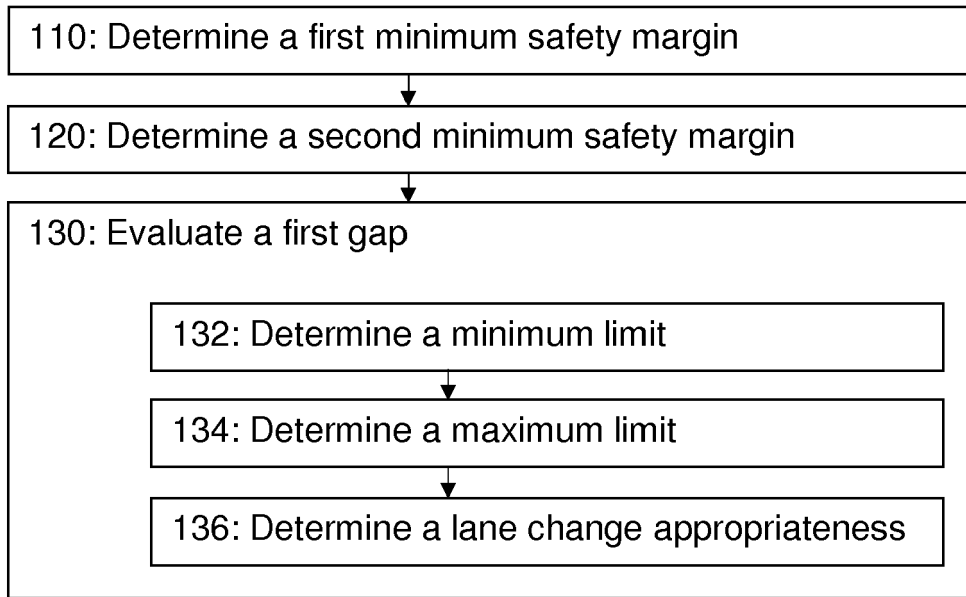 110: Determine a first minimum safety margin
120: Determine a second minimum safety margin
130: Evaluate a first gap
132: Determine a minimum limit
134: Determine a maximum limit
136: Determine a lane change appropriateness